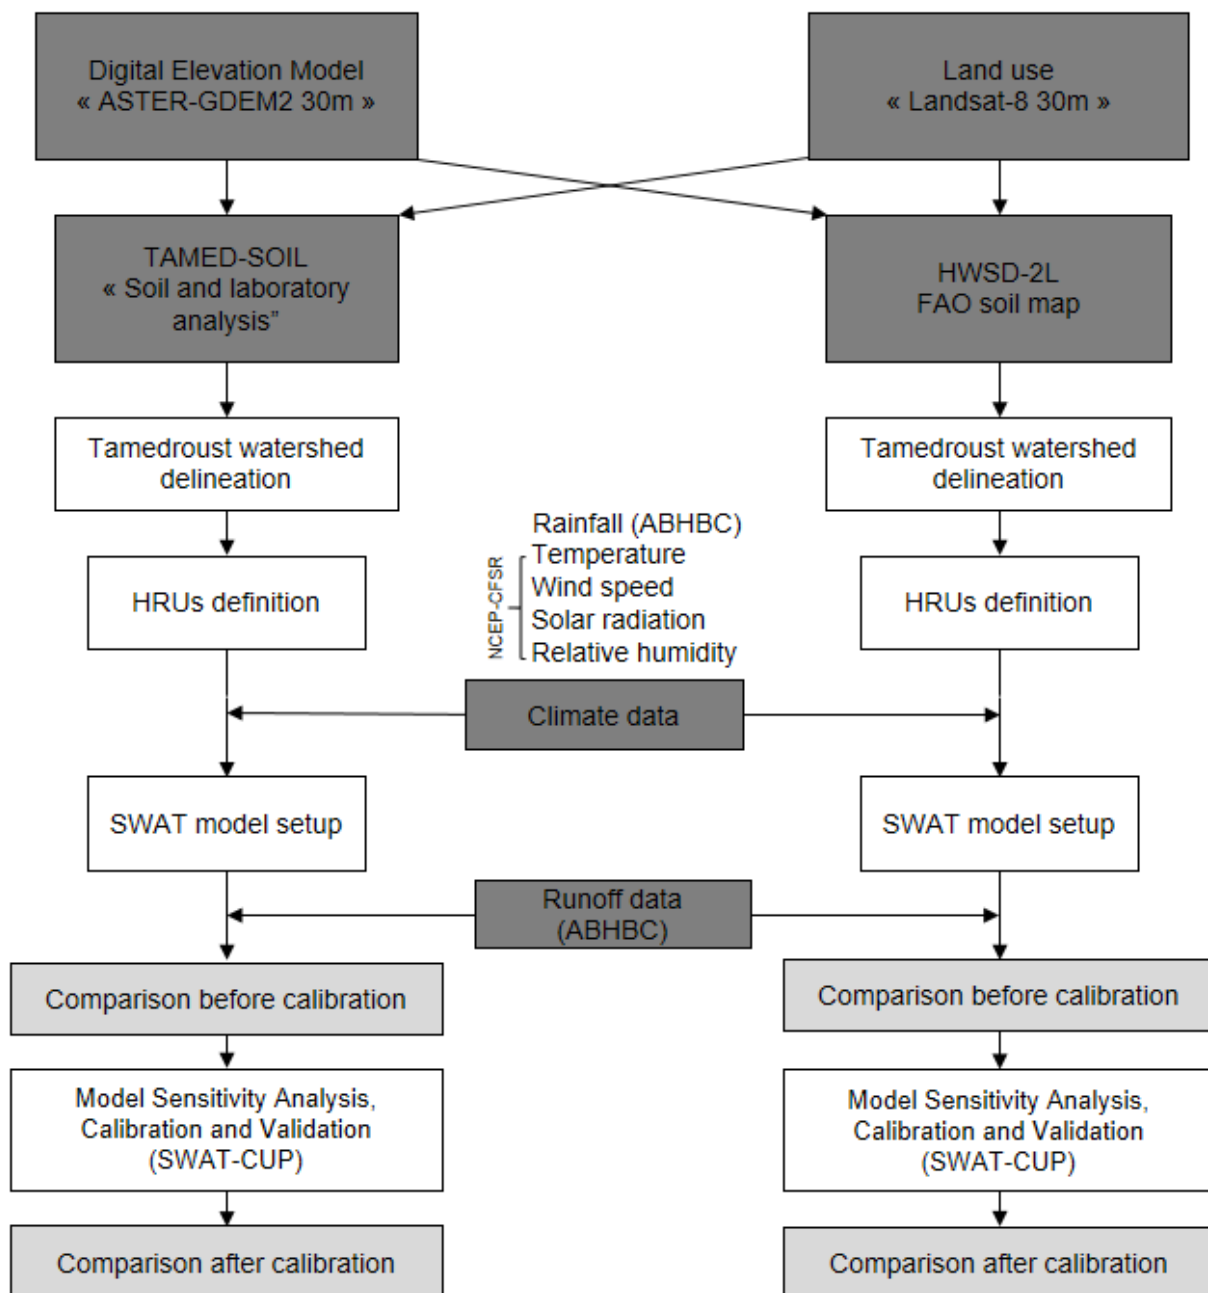 Digital Elevation Model
« ASTER-GDEM2 30m »
Land use
« Landsat-8 30m »
TAMED-SOIL
« Soil and laboratory
analysis”
HWSD-2L
FAO soil map
Tamedroust watershed
delineation
Tamedroust watershed
delineation
Rainfall (ABHBC)
NCEP-CFSR
Temperature
Wind speed
Solar radiation
Relative humidity
HRUs definition
HRUs definition
Climate data
SWAT model setup
SWAT model setup
Runoff data
(ABHBC)
Comparison before calibration
Comparison before calibration
Model Sensitivity Analysis,
Calibration and Validation
(SWAT-CUP)
Model Sensitivity Analysis,
Calibration and Validation
(SWAT-CUP)
Comparison after calibration
Comparison after calibration